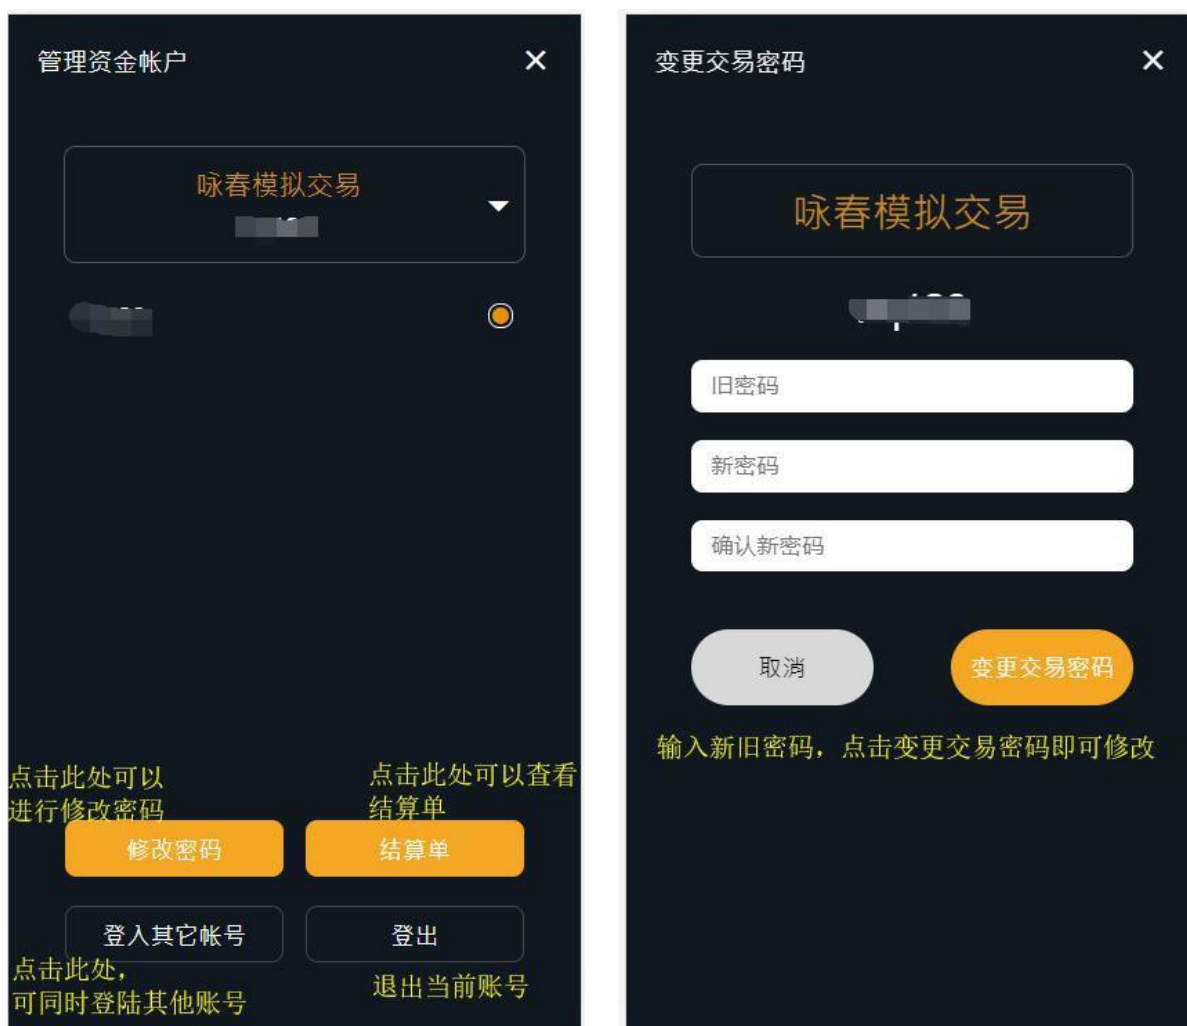 管理资金帐户
咏春模拟交易
点击此处可以
进行修改密码
点击此处可以查看
结算单
修改密码
结算单
登入其它帐号
登出
点击此处，
可同时登陆其他账号
退出当前账号
变更交易密码
咏春模拟交易
旧密码
新密码
确认新密码
取消
变更交易密码
输入新旧密码，点击变更交易密码即可修改